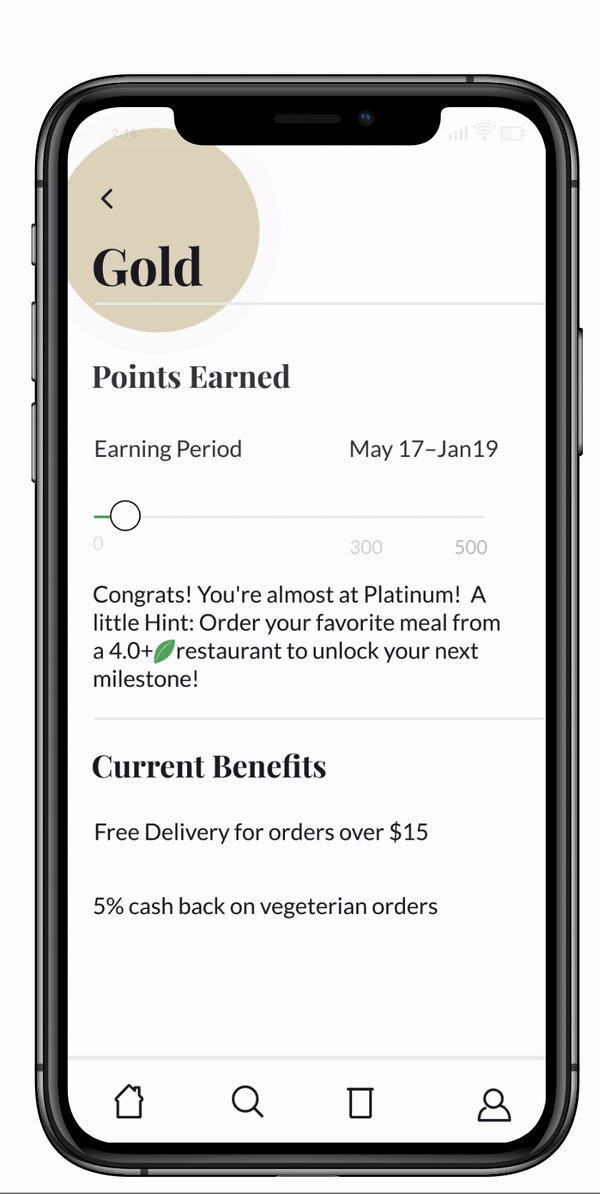 2:16
Gold
Points Earned
Earning Period May 17–Jan19
0 300 500
Congrats! You're almost at Platinum! A
little Hint: Order your favorite meal from
a 4.0+ restaurant to unlock your next
milestone!
Current Benefits
Free Delivery for orders over $15
5% cash back on vegeterian orders